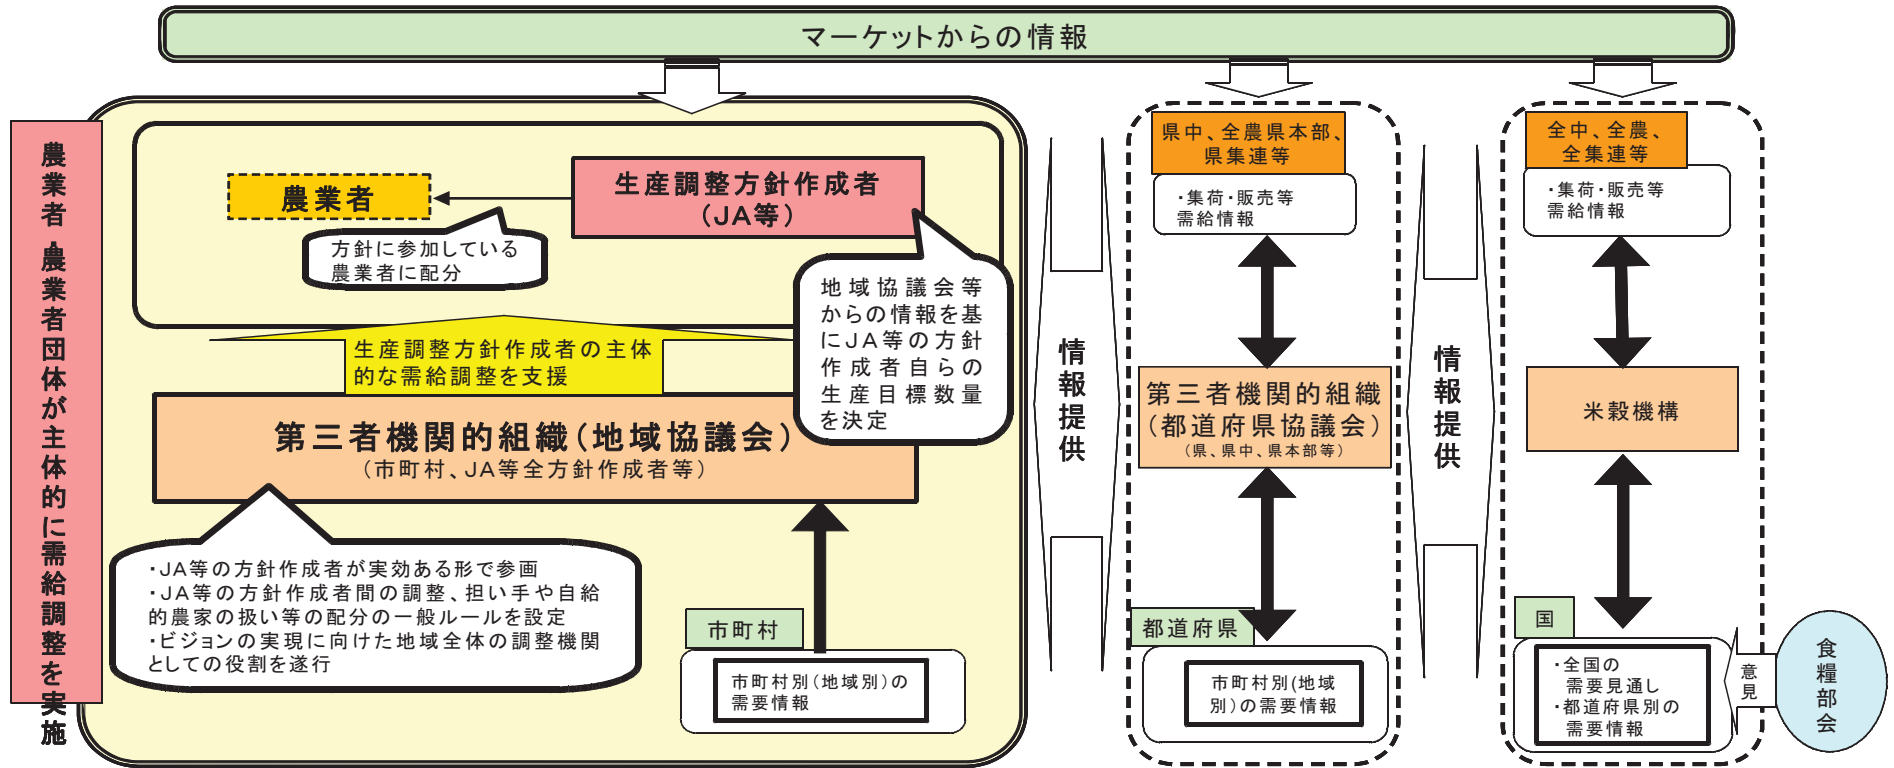 マーケットからの情報
農業者・農業者団体が主体的に需給調整を実施
農業者
生産調整方針作成者
（JA等）
方針に参加している
農業者に配分
地域協議会等
からの情報を基
にJA等の方針
作成者自らの
生産目標数量
を決定
生産調整方針作成者の主体
的な需給調整を支援
第三者機関的組織（地域協議会）
（市町村、JA等全方針作成者等）
・JA等の方針作成者が実効ある形で参画
・JA等の方針作成者間の調整、担い手や自給
的農家の扱い等の配分の一般ルールを設定
・ビジョンの実現に向けた地域全体の調整機関
としての役割を遂行
市町村
市町村別（地域別）の
需要情報
情報提供
県中、全農県本部、
県集連等
・集荷・販売等
需給情報
第三者機関的組織
（都道府県協議会）
（県、県中、県本部等）
都道府県
市町村別(地域
別）の需要情報
情報提供
全中、全農、
全集連等
・集荷・販売等
需給情報
米穀機構
国
・全国の
需要見通し
・都道府県別の
需要情報
意見
食糧部会